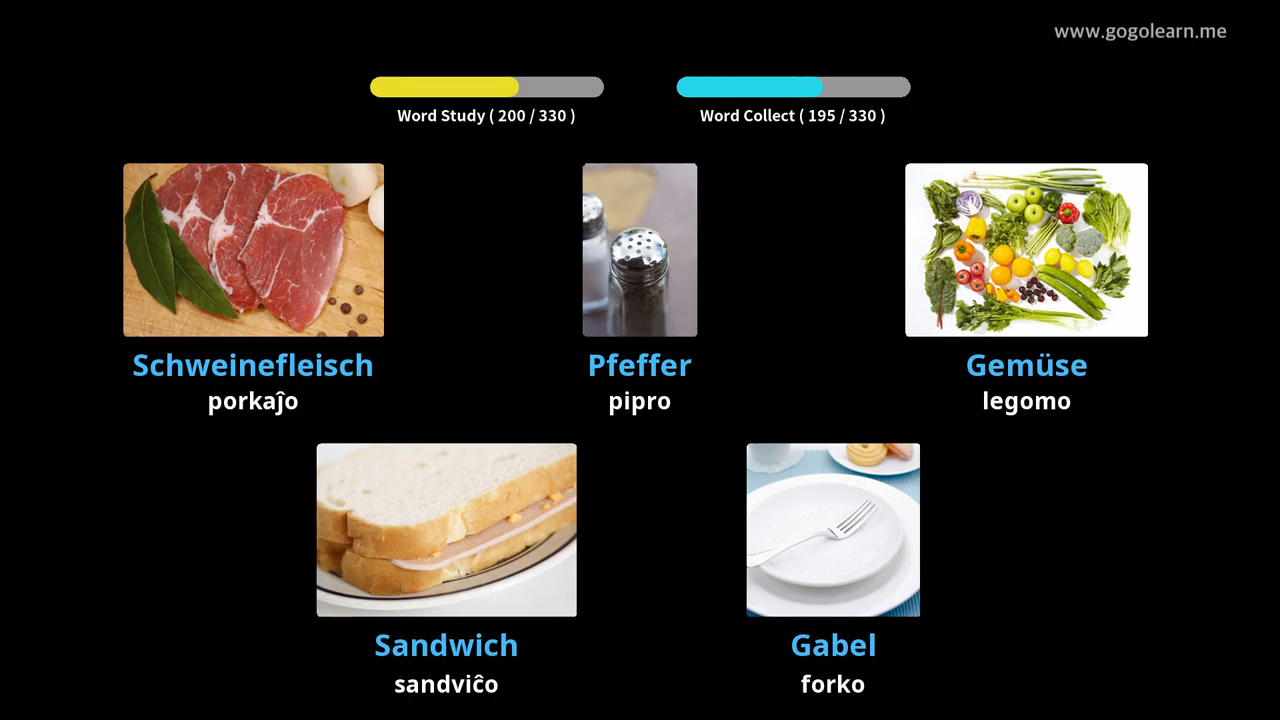 www.gogolearn.me
Word Study ( 200 / 330 )
Word Collect ( 195 / 330 )
Schweinefleisch
porkaĵo
Pfeffer
pipro
Gemüse
legomo
Sandwich
sandviĉo
Gabel
forko